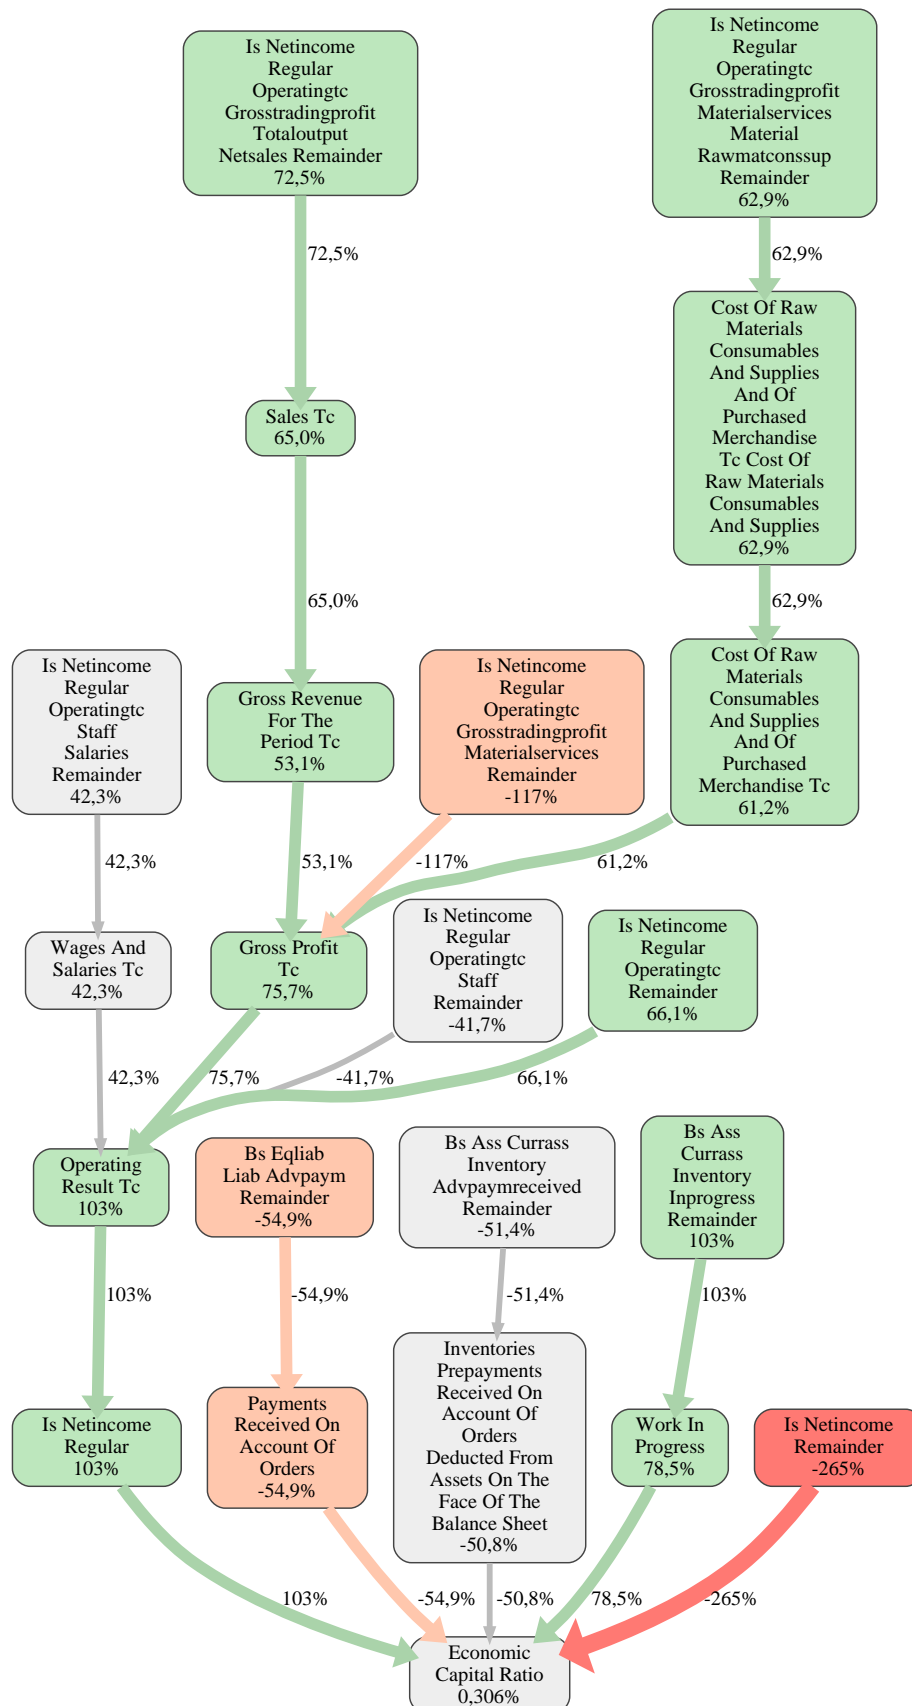 Is Netincome
Regular
Operatingtc
Grosstradingprofit
Totaloutput
Netsales Remainder
72,5%
Is Netincome
Regular
Operatingtc
Grosstradingprofit
Materialservices
Material
Rawmatconssup
Remainder
62,9%
72,5%
62,9%
Cost Of Raw
Materials
Consumables
And Supplies
And Of
Purchased
Merchandise
Tc Cost Of
Raw Materials
Consumables
And Supplies
62,9%
Sales Tc
65,0%
65,0%
62,9%
Is Netincome
Regular
Operatingtc
Staff
Salaries
Remainder
42,3%
Gross Revenue
For The
Period Tc
53,1%
Is Netincome
Regular
Operatingtc
Grosstradingprofit
Materialservices
Remainder
-117%
Cost Of Raw
Materials
Consumables
And Supplies
And Of
Purchased
Merchandise Tc
61,2%
42,3%
53,1%
-117%
61,2%
Wages And
Salaries Tc
42,3%
Gross Profit
Tc
75,7%
Is Netincome
Regular
Operatingtc
Staff
Remainder
-41,7%
Is Netincome
Regular
Operatingtc
Remainder
66,1%
42,3%
75,7%
-41,7%
66,1%
Operating
Result Tc
103%
Bs Eqliab
Liab Advpaym
Remainder
-54,9%
Bs Ass Currass
Inventory
Advpaymreceived
Remainder
-51,4%
Bs Ass
Currass
Inventory
Inprogress
Remainder
103%
103%
-54,9%
-51,4%
103%
Is Netincome
Regular
103%
Payments
Received On
Account Of
Orders
-54,9%
Inventories
Prepayments
Received On
Account Of
Orders
Deducted From
Assets On The
Face Of The
Balance Sheet
-50,8%
Work In
Progress
78,5%
Is Netincome
Remainder
-265%
103%
-54,9%
-50,8%
78,5%
-265%
Economic
Capital Ratio
0,306%